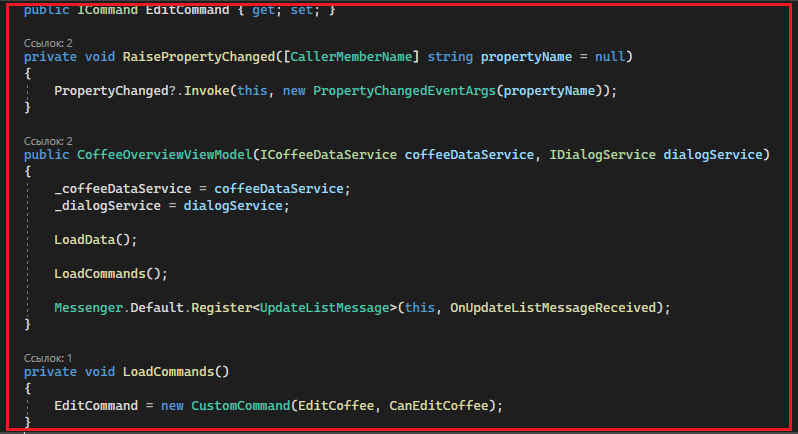 public ICommand EditCommand { get; set; }
Ссылок: 2
private void RaisePropertyChanged([CallerMemberName] string propertyName = null)
{
PropertyChanged?.Invoke(this, new PropertyChangedEventArgs(propertyName));
}
Ссылок: 2
public CoffeeOverviewViewModel(ICoffeeDataService coffeeDataService, IDialogService dialogService)
{
_coffeeDataService = coffeeDataService;
_dialogService = dialogService;
LoadData();
LoadCommands();
Messenger.Default.Register<UpdateListMessage>(this, OnUpdateListMessageReceived);
}
Ссылок: 1
private void LoadCommands()
{
EditCommand = new CustomCommand(EditCoffee, CanEditCoffee);
}